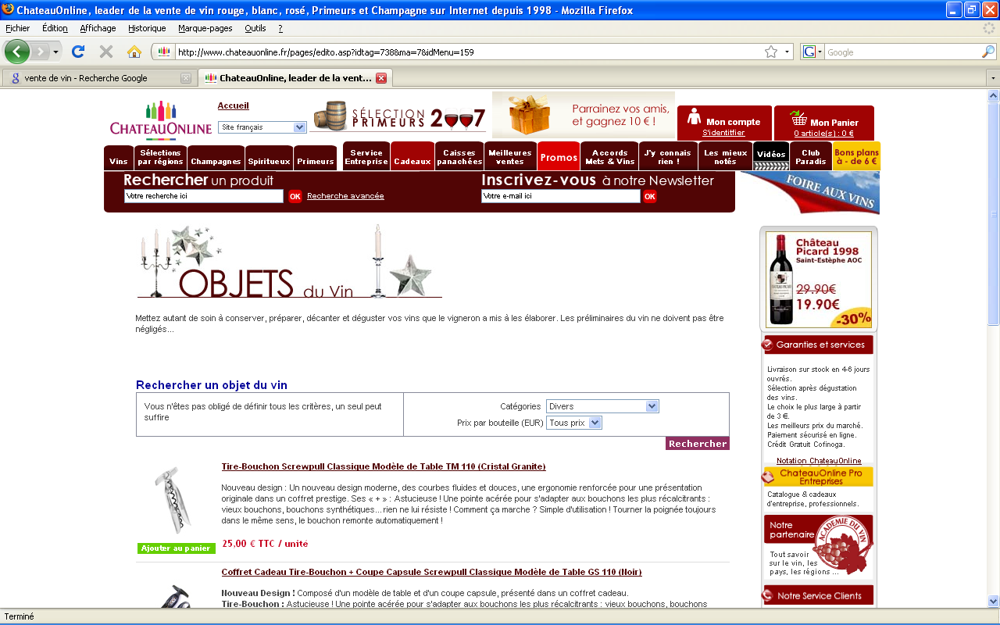 ChateauOnline, leader de la vente de vin rouge, blanc, rosé, Primeurs et Champagne sur Internet depuis 1998 - Mozilla Firefox
Fichier Édition Affichage Historique Marque-pages Outils ?
http://www.chateauonline.fr/pages/edito.asp?idtag=738&ma=7&idMenu=159
Google
vente de vin - Recherche Google
ChateauOnline, leader de la vent...
CHATEAUONLINE
Accueil
Site français
SÉLECTION
PRIMEURS 2007
Parrainez vos amis,
et gagnez 10 € !
Mon compte
S'identifier
Mon Panier
0 article(s) : 0 €
Vins
Sélections
par régions
Champagnes
Spiritueux
Primeurs
Service
Entreprise
Cadeaux
Caisses
panachées
Meilleures
ventes
Promos
Accords
Mets & Vins
J'y connais
rien !
Les mieux
notés
Vidéos
Club
Paradis
Bons plans
à - de 6 €
Rechercher un produit
Votre recherche ici
OK
Recherche avancée
Inscrivez-vous à notre Newsletter
Votre e-mail ici
OK
FOIRE AUX VINS
OBJETS du Vin
Mettez autant de soin à conserver, préparer, décanter et déguster vos vins que le vigneron a mis à les élaborer. Les préliminaires du vin ne doivent pas être
négligés...
Rechercher un objet du vin
Vous n'êtes pas obligé de définir tous les critères, un seul peut
suffire
Catégories Divers
Prix par bouteille (EUR) Tous prix
Rechercher
Tire-Bouchon Screwpull Classique Modèle de Table TM 110 (Cristal Granite)
Nouveau design : Un nouveau design moderne, des courbes fluides et douces, une ergonomie renforcée pour une présentation
originale dans un coffret prestige. Ses « + » : Astucieuse ! Une pointe acérée pour s'adapter aux bouchons les plus récalcitrants :
vieux bouchons, bouchons synthétiques...rien ne lui résiste ! Comment ça marche ? Simple d'utilisation ! Tourner la poignée toujours
dans le même sens, le bouchon remonte automatiquement !
Ajouter au panier
25,00 € TTC / unité
Coffret Cadeau Tire-Bouchon + Coupe Capsule Screwpull Classique Modèle de Table GS 110 (Noir)
Nouveau Design ! Composé d'un modèle de table et d'un coupe capsule, présenté dans un coffret cadeau.
Tire-Bouchon : Astucieuse ! Une pointe acérée pour s'adapter aux bouchons les plus récalcitrants : vieux bouchons, bouchons
Château
Picard 1998
Saint-Estèphe AOC
29.90€
19.90€
-30%
Garanties et services
Livraison sur stock en 4-6 jours
ouvrés.
Sélection après dégustation
des vins.
Le choix le plus large à partir
de 3 €.
Les meilleurs prix du marché.
Paiement sécurisé en ligne.
Crédit Gratuit Cofinoga.
Notation ChateauOnline
ChateauOnline Pro
Entreprises
Catalogue & cadeaux
d'entreprise, professionnels.
Notre
partenaire
ACADEMIE DU VIN
Tout savoir
sur le vin, les
pays, les régions ...
Notre Service Clients
Terminé